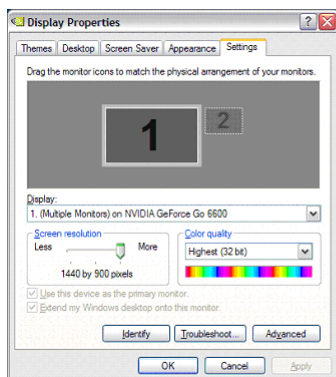 Display Properties
Themes Desktop Screen Saver Appearance Settings
Drag the monitor icons to match the physical arrangement of your monitors.
1 2
Display:
1. (Multiple Monitors) on NVIDIA GeForce Go 6600
Screen resolution Color quality
Less More Highest (32 bit)
1440 by 900 pixels
Use this device as the primary monitor.
Extend my Windows desktop onto this monitor.
Identify Troubleshoot... Advanced
OK Cancel Apply